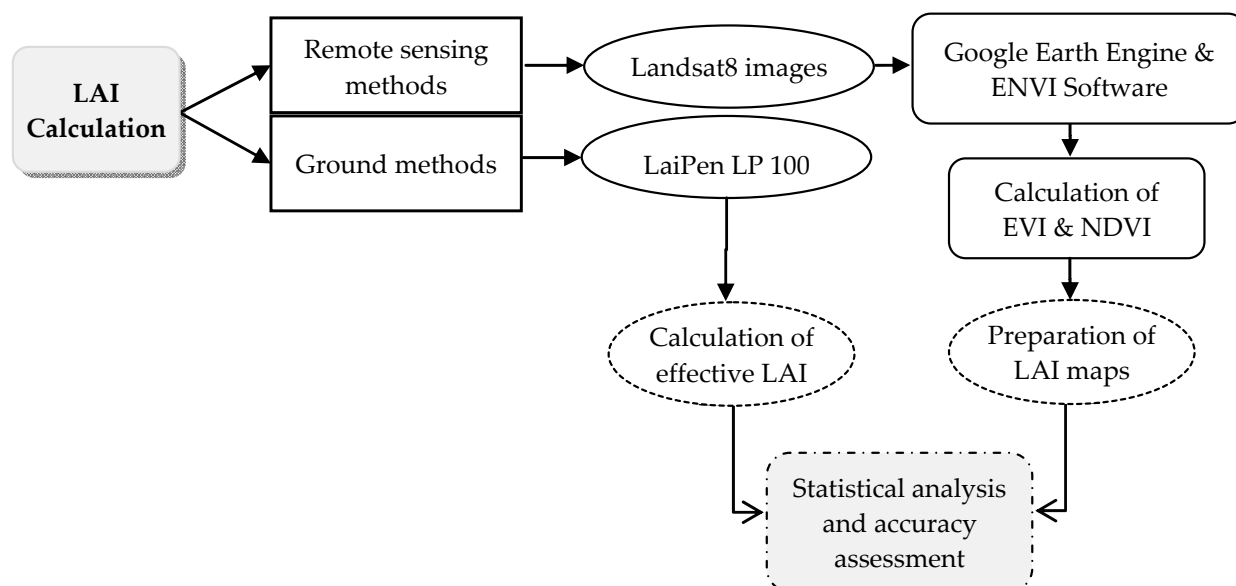 LAI
Calculation
Remote sensing
methods
Landsat8 images
Google Earth Engine &
ENVI Software
Ground methods
LaiPen LP 100
Calculation of
EVI & NDVI
Calculation of
effective LAI
Preparation of
LAI maps
Statistical analysis
and accuracy
assessment